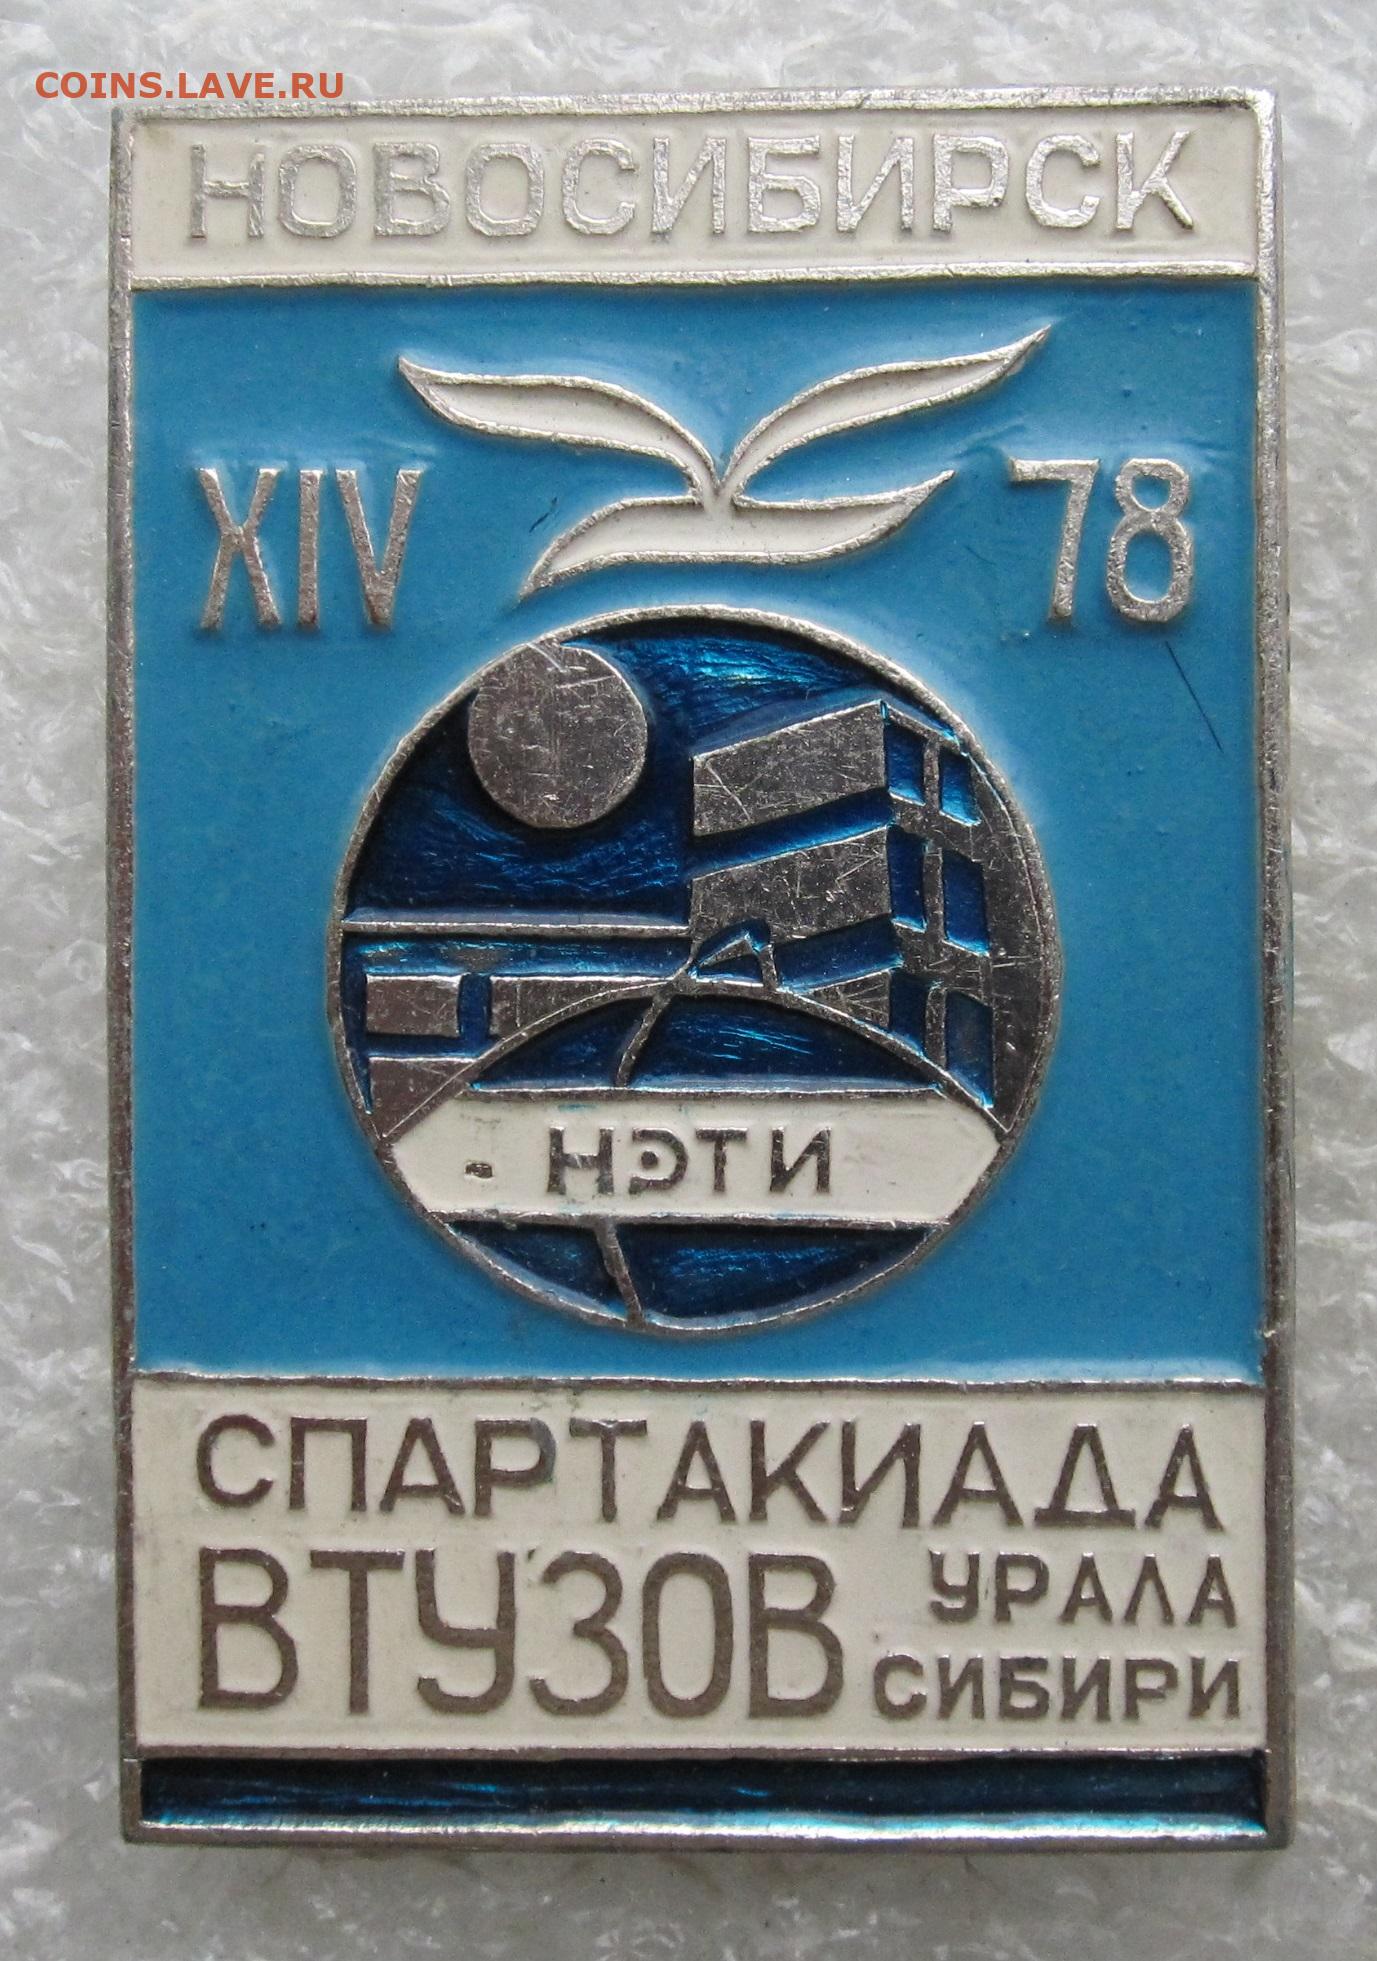 COINS.LAVE.RU
НОВОСИБИРСК
XIV 78
НЭТИ
СПАРТАКИАДА
ВТУЗОВ УРАЛА
СИБИРИ